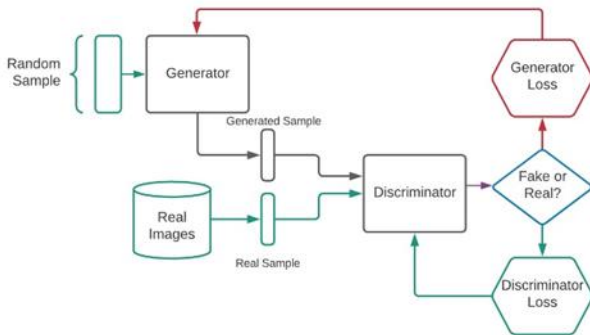 Random
Sample
Generator
Generator
Loss
Generated Sample
Discriminator
Fake or
Real?
Real
Images
Real Sample
Discriminator
Loss